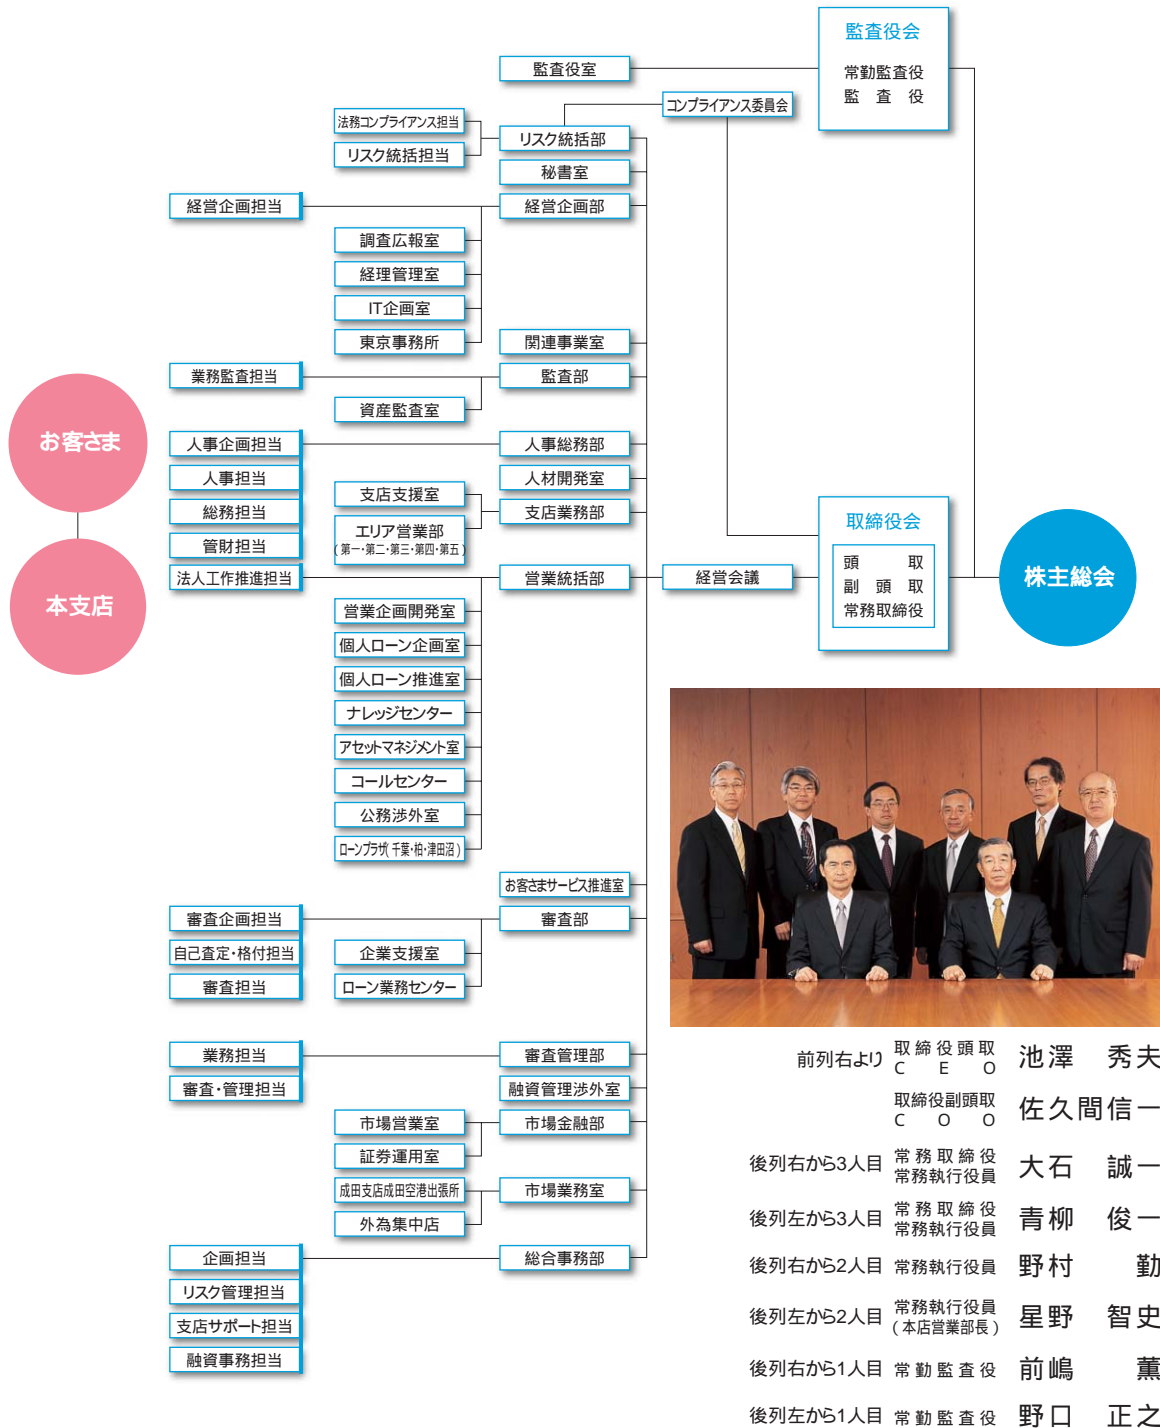 監査役会
常勤監査役
監査役
監査役室
コンプライアンス委員会
法務コンプライアンス担当
リスク統括部
リスク統括担当
秘書室
経営企画担当
経営企画部
調査広報室
経理管理室
IT企画室
東京事務所
関連事業室
業務監査担当
監査部
資産監査室
お客さま
本支店
人事企画担当
人事総務部
人事担当
人材開発室
総務担当
支店支援室
支店業務部
エリア営業部
(第一・第二・第三・第四・第五)
管財担当
法人工作推進担当
営業統括部
経営会議
取締役会
頭取
副頭取
常務取締役
株主総会
営業企画開発室
個人ローン企画室
個人ローン推進室
ナレッジセンター
アセットマネジメント室
コールセンター
公務渉外室
ローンプラザ(千葉・柏・津田沼)
お客さまサービス推進室
審査企画担当
審査部
自己査定・格付担当
企業支援室
審査担当
ローン業務センター
業務担当
審査管理部
審査・管理担当
融資管理渉外室
市場営業室
市場金融部
証券運用室
成田支店成田空港出張所
市場業務室
外為集中店
企画担当
総合事務部
リスク管理担当
支店サポート担当
融資事務担当
前列右より 取締役頭取 CEO 池澤 秀夫
取締役副頭取 COO 佐久間信一
後列右から3人目 常務取締役 常務執行役員 大石 誠一
後列左から3人目 常務取締役 常務執行役員 青柳 俊一
後列右から2人目 常務執行役員 野村 勤
後列左から2人目 常務執行役員 (本店営業部長) 星野 智史
後列右から1人目 常勤監査役 前嶋 薫
後列左から1人目 常勤監査役 野口 正之